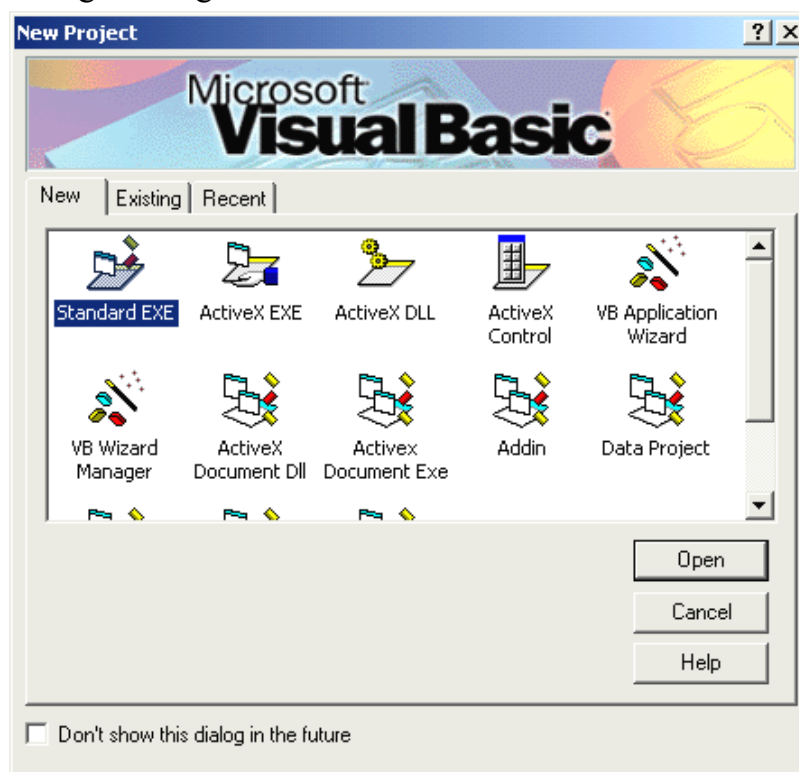 New Project
Microsoft
Visual Basic
New Existing Recent
Standard EXE ActiveX EXE ActiveX DLL ActiveX Control VB Application Wizard
VB Wizard Manager ActiveX Document Dll Activex Document Exe Addin Data Project
Open
Cancel
Help
Don't show this dialog in the future